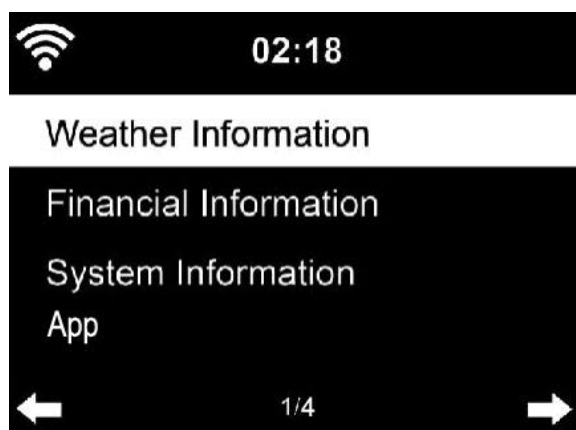 02:18
Weather Information
Financial Information
System Information
App
1/4